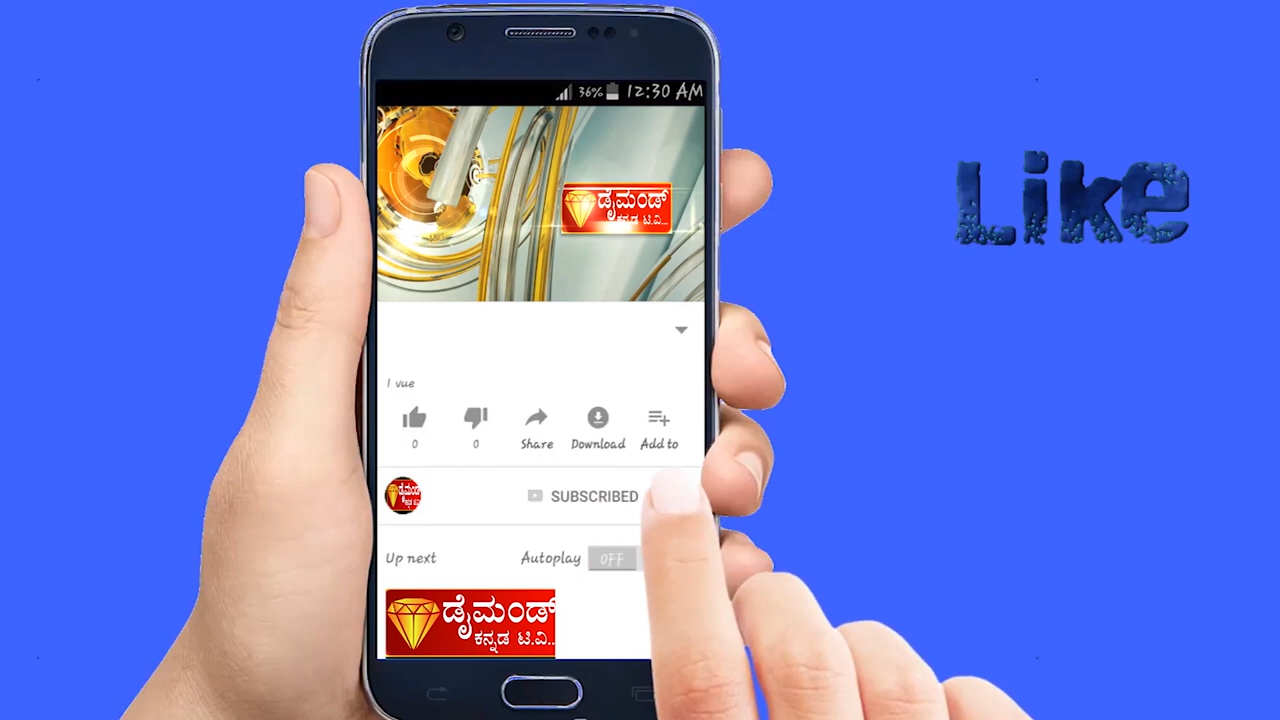 36% 12:30 AM
Like
ಡೈಮಂಡ್
ಕನ್ನಡ ಟಿ.ವಿ...
1 vue
0 0 Share Download Add to
ಡೈಮಂಡ್
SUBSCRIBED
Up next Autoplay OFF
ಡೈಮಂಡ್
ಕನ್ನಡ ಟಿ.ವಿ..